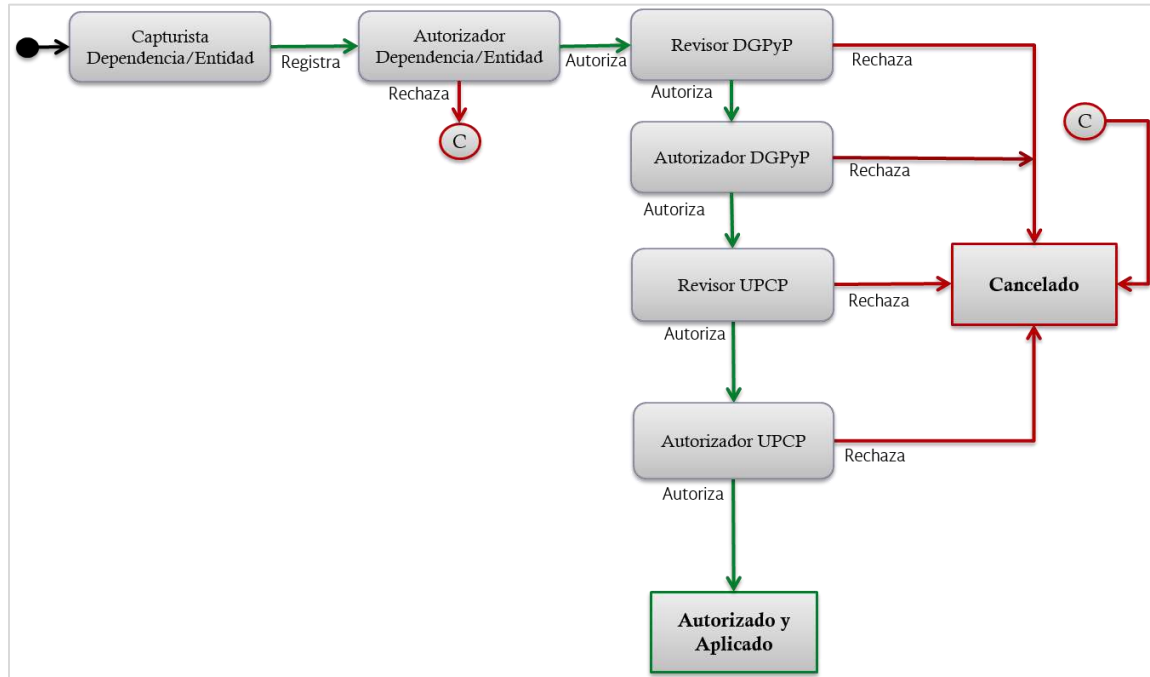 Capturista
Dependencia/Entidad
Registra
Autorizador
Dependencia/Entidad
Autoriza
Rechaza
C
Revisor DGPyP
Rechaza
Autoriza
C
Autorizador DGPyP
Rechaza
Autoriza
Revisor UPCP
Rechaza
Cancelado
Autoriza
Autorizador UPCP
Rechaza
Autoriza
Autorizado y
Aplicado